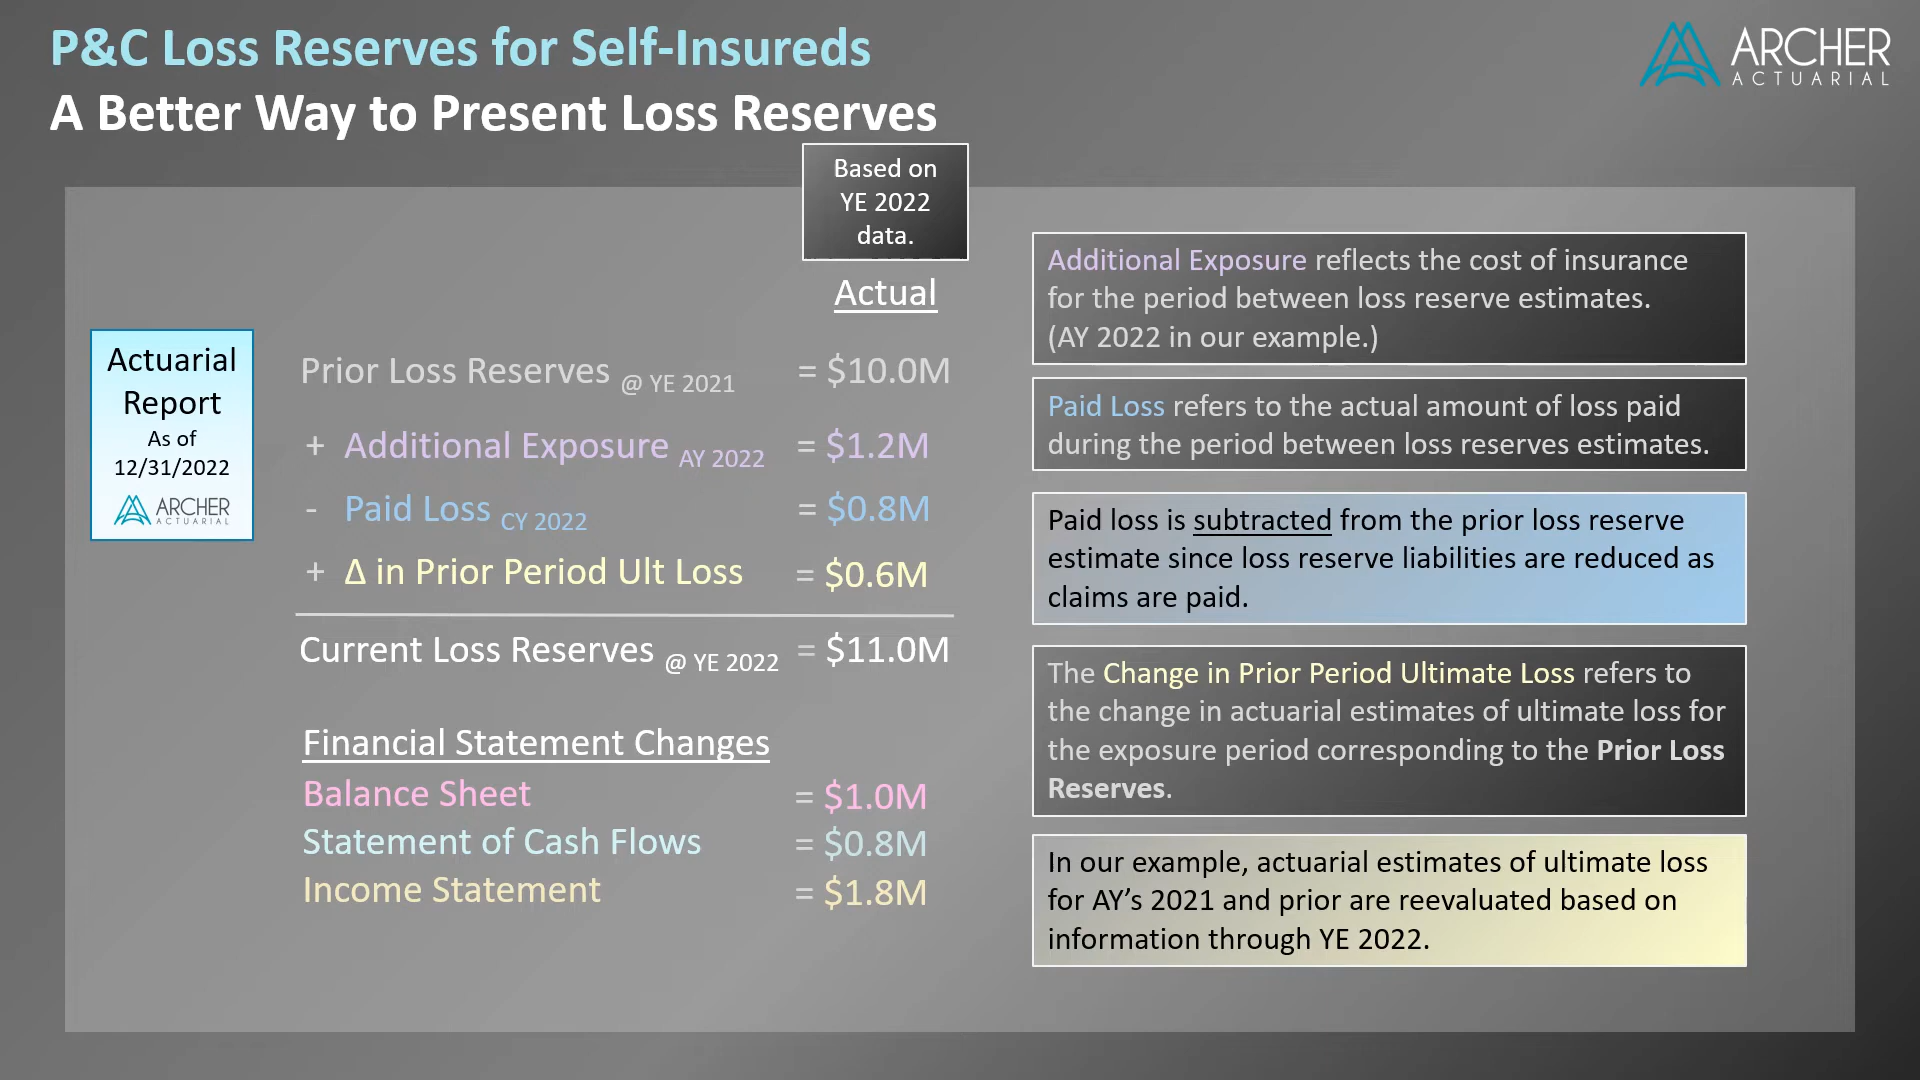 P&C Loss Reserves for Self-Insureds
A Better Way to Present Loss Reserves
ARCHER
ACTUARIAL
Based on
YE 2022
data.
Actual
Actuarial
Report
As of
12/31/2022
ARCHER
ACTUARIAL
Prior Loss Reserves @ YE 2021 = $10.0M
+ Additional Exposure AY 2022 = $1.2M
- Paid Loss CY 2022 = $0.8M
+ Δ in Prior Period Ult Loss = $0.6M
Current Loss Reserves @ YE 2022 = $11.0M
Financial Statement Changes
Balance Sheet = $1.0M
Statement of Cash Flows = $0.8M
Income Statement = $1.8M
Additional Exposure reflects the cost of insurance
for the period between loss reserve estimates.
(AY 2022 in our example.)
Paid Loss refers to the actual amount of loss paid
during the period between loss reserves estimates.
Paid loss is subtracted from the prior loss reserve
estimate since loss reserve liabilities are reduced as
claims are paid.
The Change in Prior Period Ultimate Loss refers to
the change in actuarial estimates of ultimate loss for
the exposure period corresponding to the Prior Loss
Reserves.
In our example, actuarial estimates of ultimate loss
for AY’s 2021 and prior are reevaluated based on
information through YE 2022.